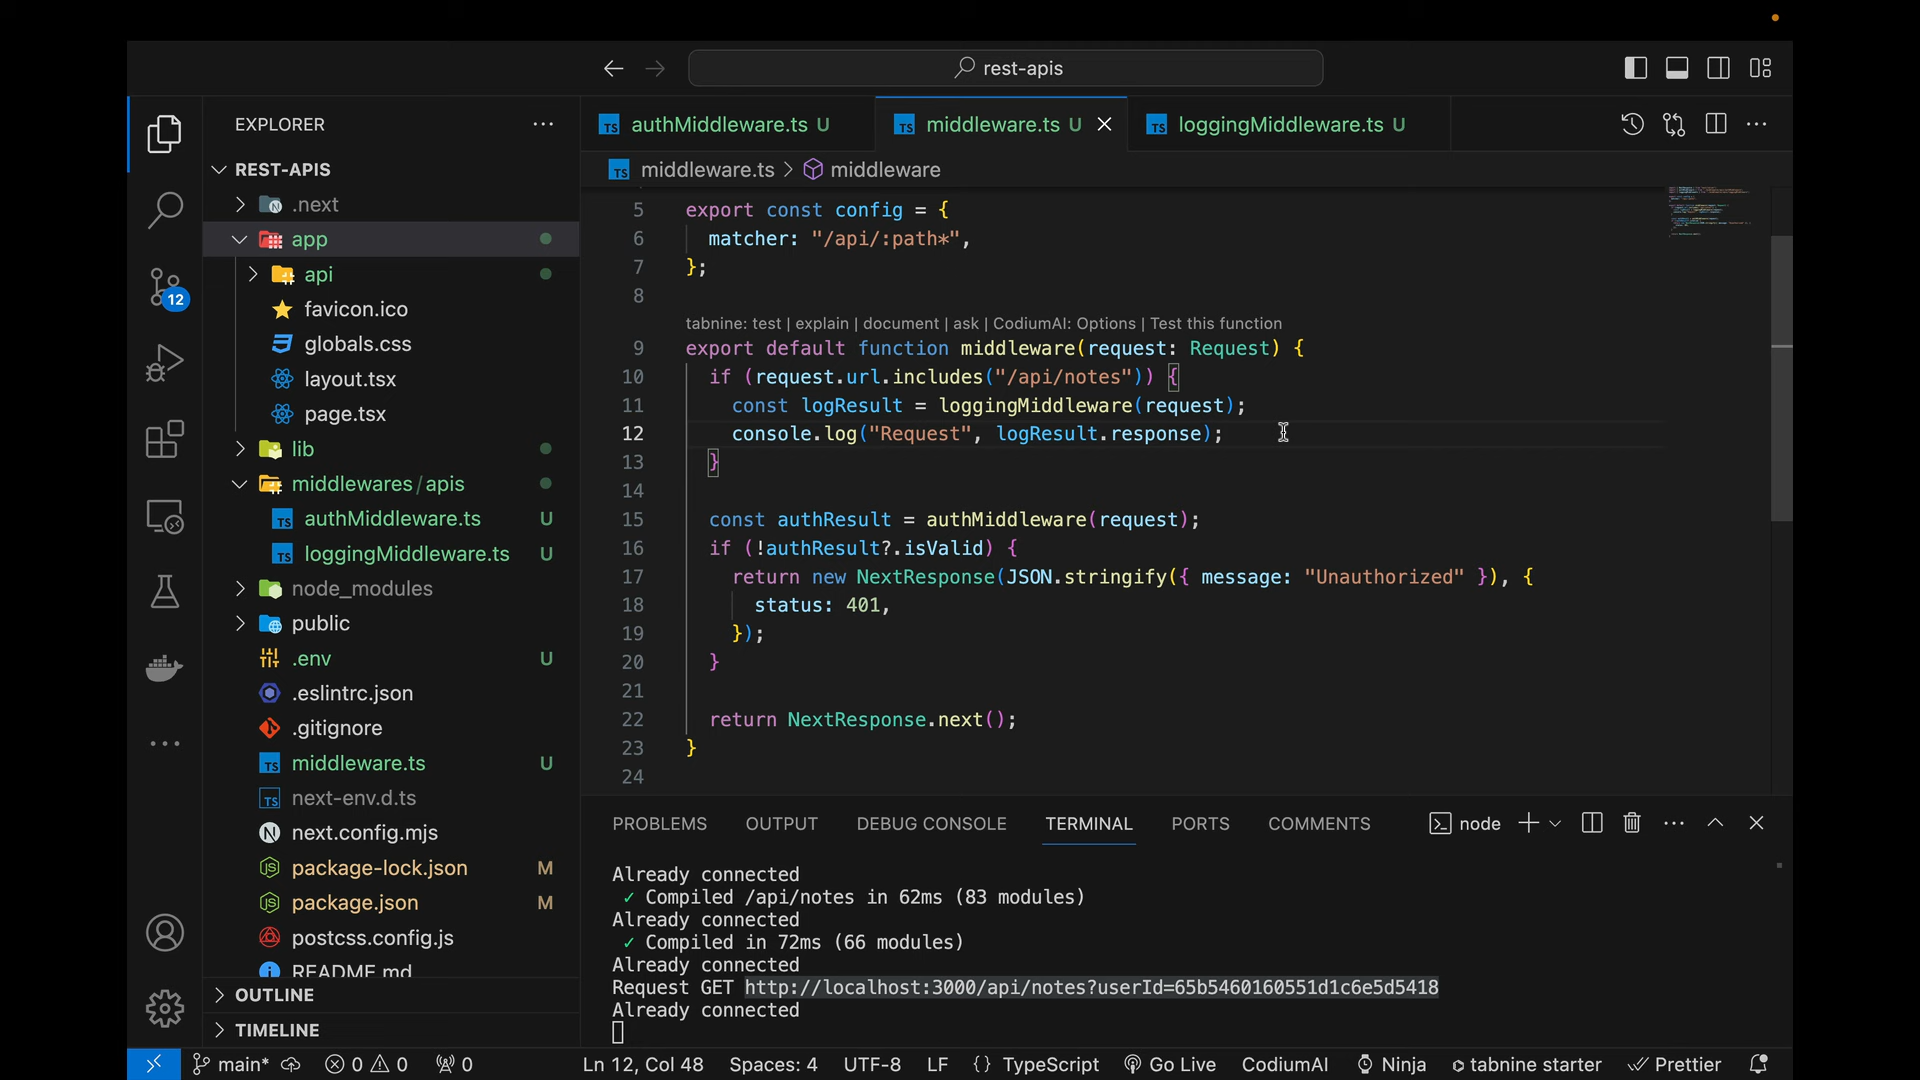 rest-apis
EXPLORER
REST-APIS
.next
app
api
favicon.ico
globals.css
layout.tsx
page.tsx
lib
middlewares/apis
authMiddleware.ts U
loggingMiddleware.ts U
node_modules
public
.env U
.eslintrc.json
.gitignore
middleware.ts U
next-env.d.ts
next.config.mjs
package-lock.json M
package.json M
postcss.config.js
README.md
OUTLINE
TIMELINE
12
authMiddleware.ts U
middleware.ts U
loggingMiddleware.ts U
middleware.ts > middleware
5 export const config = {
6 matcher: "/api/:path*",
7 };
8
tabnine: test | explain | document | ask | CodiumAI: Options | Test this function
9 export default function middleware(request: Request) {
10 if (request.url.includes("/api/notes")) {
11 const logResult = loggingMiddleware(request);
12 console.log("Request", logResult.response);
13 }
14
15 const authResult = authMiddleware(request);
16 if (!authResult?.isValid) {
17 return new NextResponse(JSON.stringify({ message: "Unauthorized" }), {
18 status: 401,
19 });
20 }
21
22 return NextResponse.next();
23 }
24
PROBLEMS OUTPUT DEBUG CONSOLE TERMINAL PORTS COMMENTS
node
Already connected
✓ Compiled /api/notes in 62ms (83 modules)
Already connected
✓ Compiled in 72ms (66 modules)
Already connected
Request GET http://localhost:3000/api/notes?userId=65b5460160551d1c6e5d5418
Already connected
main* 0 0 0 Ln 12, Col 48 Spaces: 4 UTF-8 LF {} TypeScript Go Live CodiumAI Ninja tabnine starter Prettier